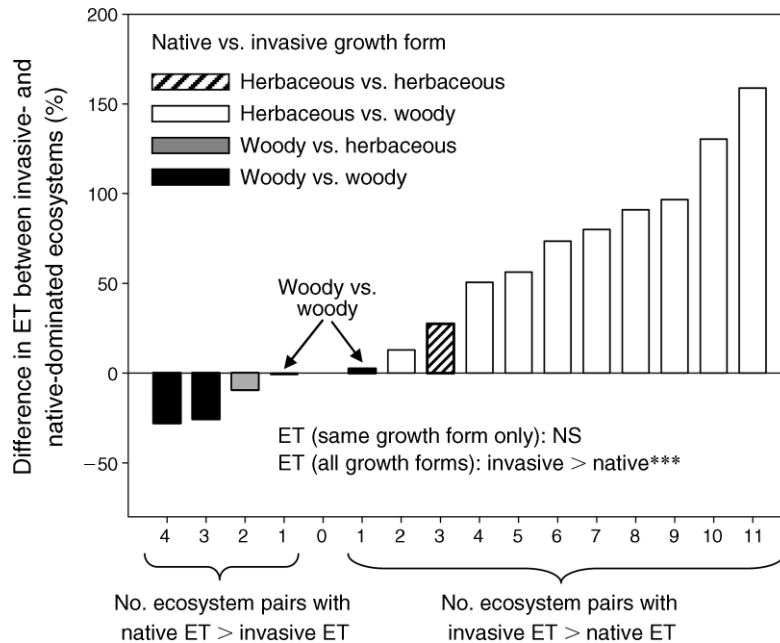 Difference in ET between invasive- and
native-dominated ecosystems (%)
200
150
100
50
0
−50
Native vs. invasive growth form
Herbaceous vs. herbaceous
Herbaceous vs. woody
Woody vs. herbaceous
Woody vs. woody
Woody vs.
woody
ET (same growth form only): NS
ET (all growth forms): invasive > native***
4 3 2 1 0 1 2 3 4 5 6 7 8 9 10 11
No. ecosystem pairs with
native ET > invasive ET
No. ecosystem pairs with
invasive ET > native ET